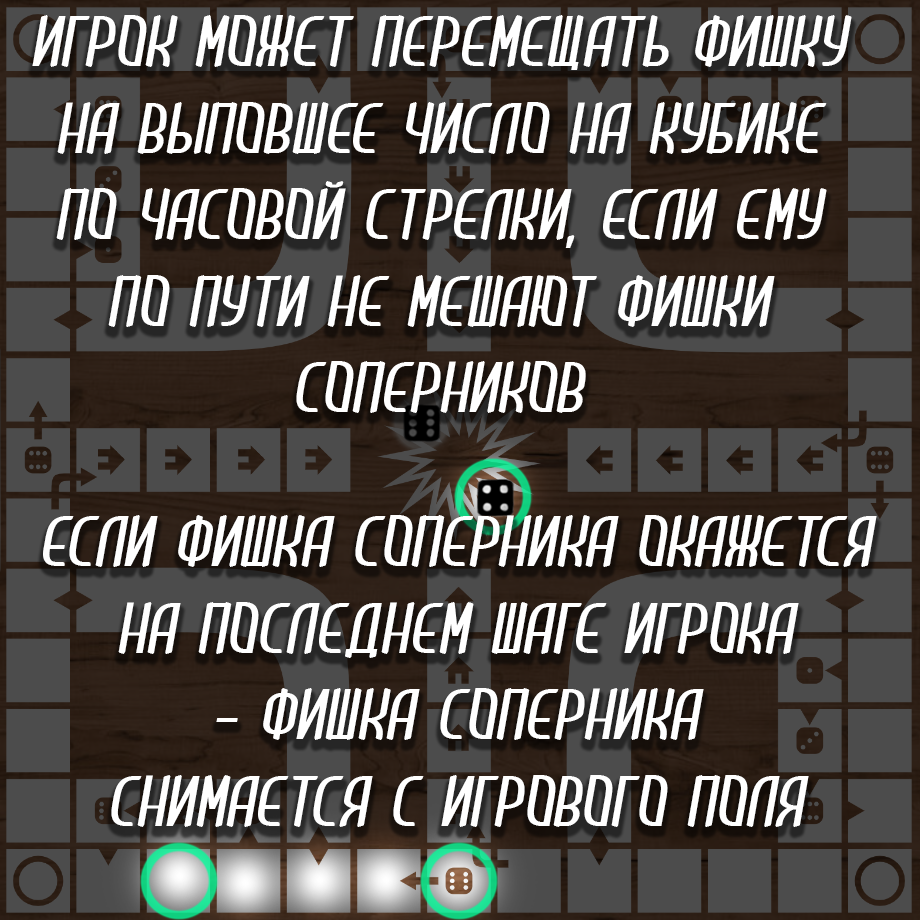 ИГРОК МОЖЕТ ПЕРЕМЕЩАТЬ ФИШКУ
НА ВЫПОВШЕЕ ЧИСЛО НА КУБИКЕ
ПО ЧАСОВОЙ СТРЕЛКИ, ЕСЛИ ЕМУ
ПО ПУТИ НЕ МЕШАЮТ ФИШКИ
СОПЕРНИКОВ
ЕСЛИ ФИШКА СОПЕРНИКА ОКАЖЕТСЯ
НА ПОСЛЕДНЕМ ШАГЕ ИГРОКА
- ФИШКА СОПЕРНИКА
СНИМАЕТСЯ С ИГРОВОГО ПОЛЯ